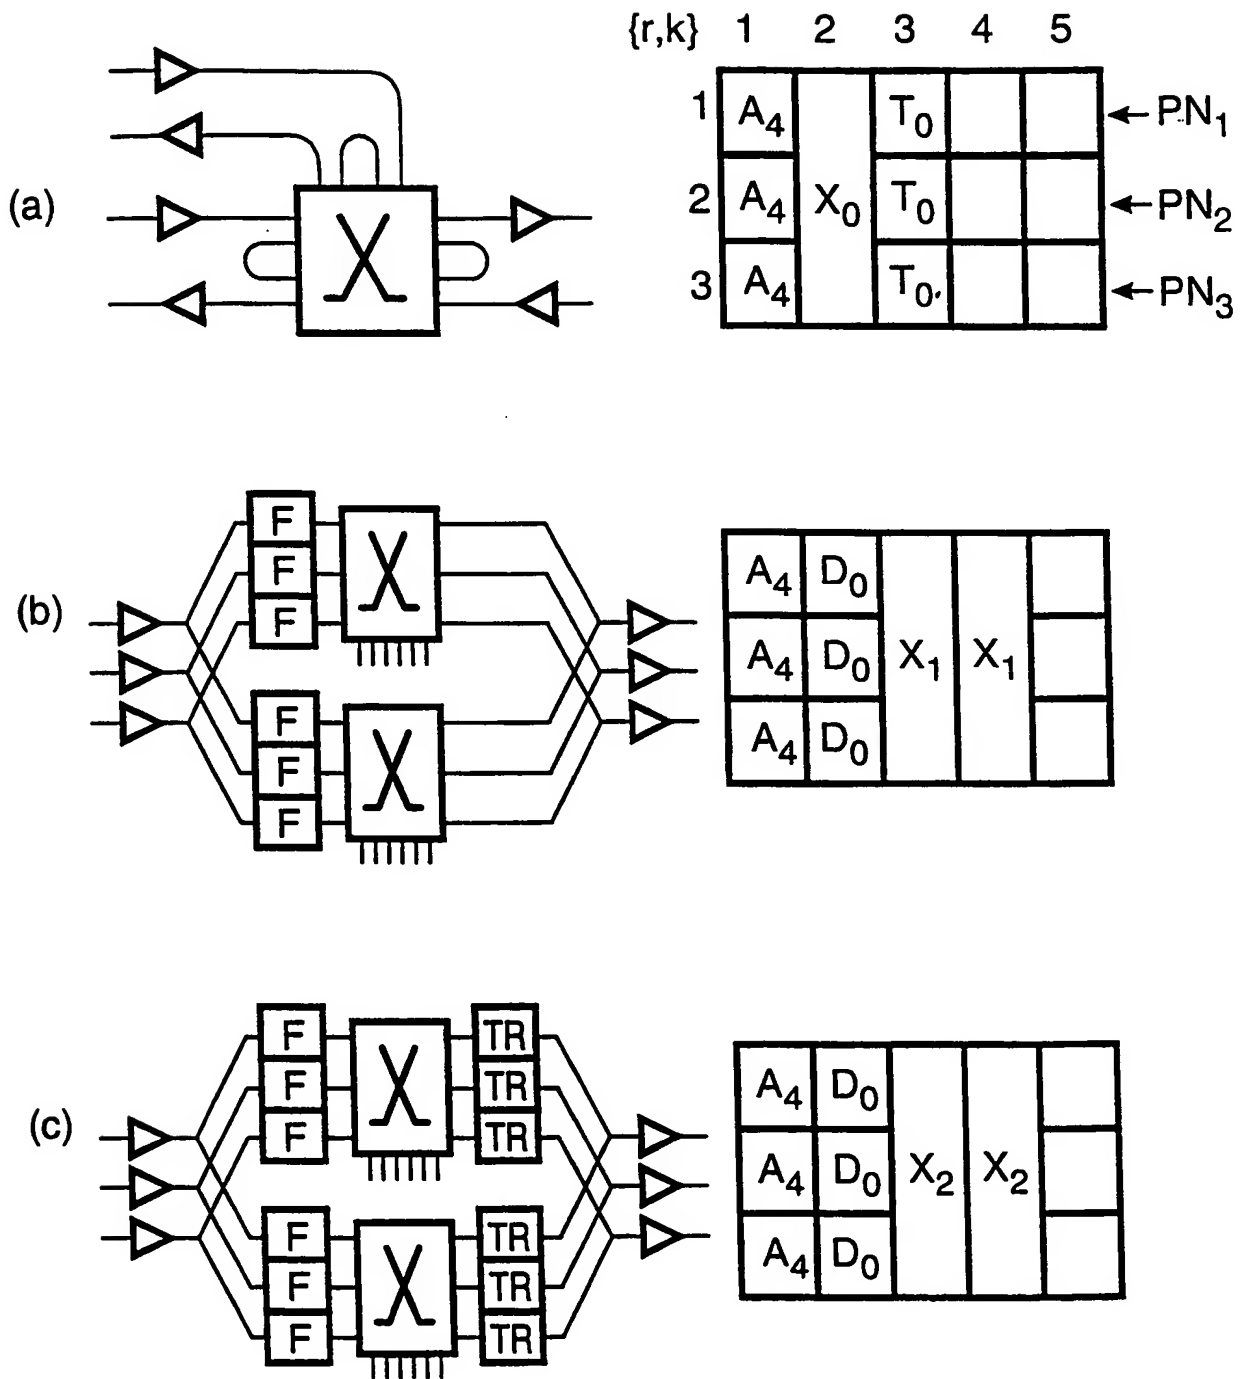 {r,k} 1 2 3 4 5
(a)
1 A4 T0 PN1
2 A4 X0 T0 PN2
3 A4 T0 PN3
(b)
F
F
F
F
F
F
A4 D0
A4 D0 X1 X1
A4 D0
(c)
F TR
F TR
F TR
F TR
F TR
F TR
A4 D0
A4 D0 X2 X2
A4 D0